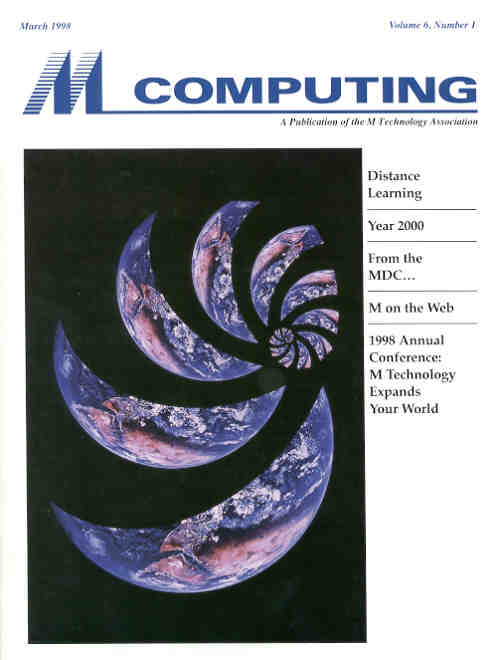 March 1998
Volume 6, Number 1
M COMPUTING
A Publication of the M Technology Association
Distance
Learning
Year 2000
From the
MDC...
M on the Web
1998 Annual
Conference:
M Technology
Expands
Your World